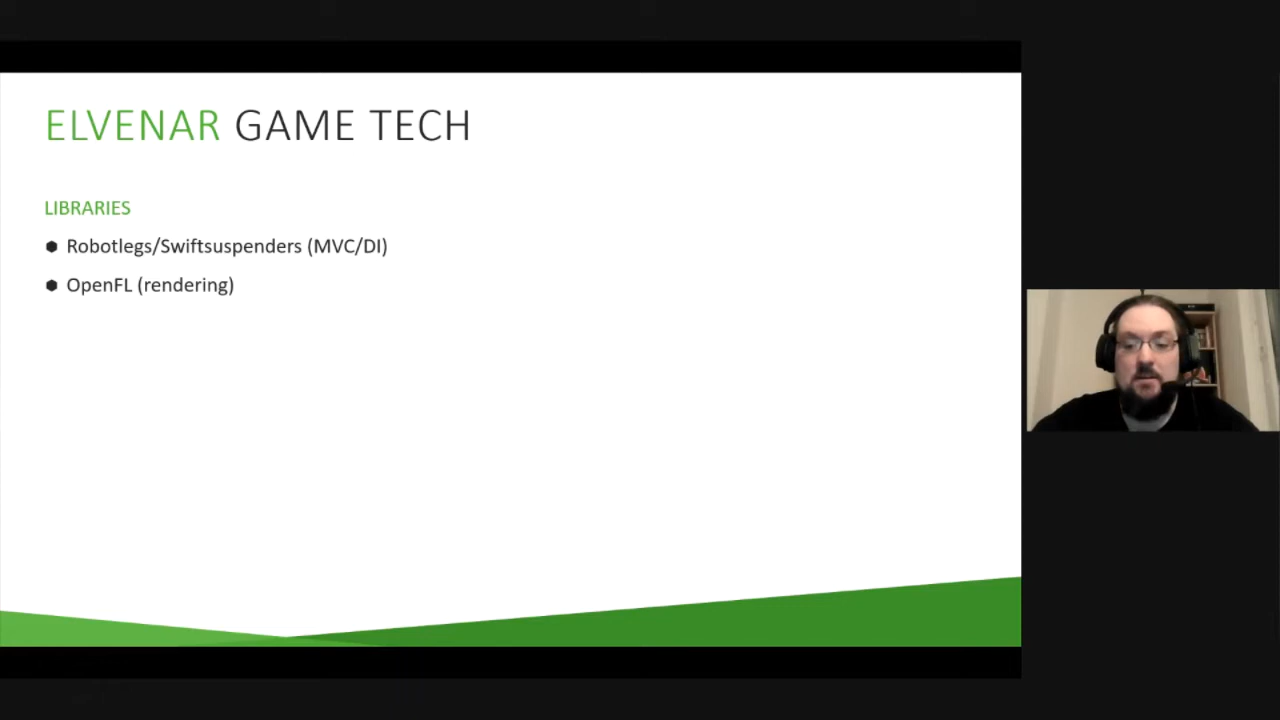 ELVENAR GAME TECH
LIBRARIES
Robotlegs/Swiftsuspenders (MVC/DI)
OpenFL (rendering)